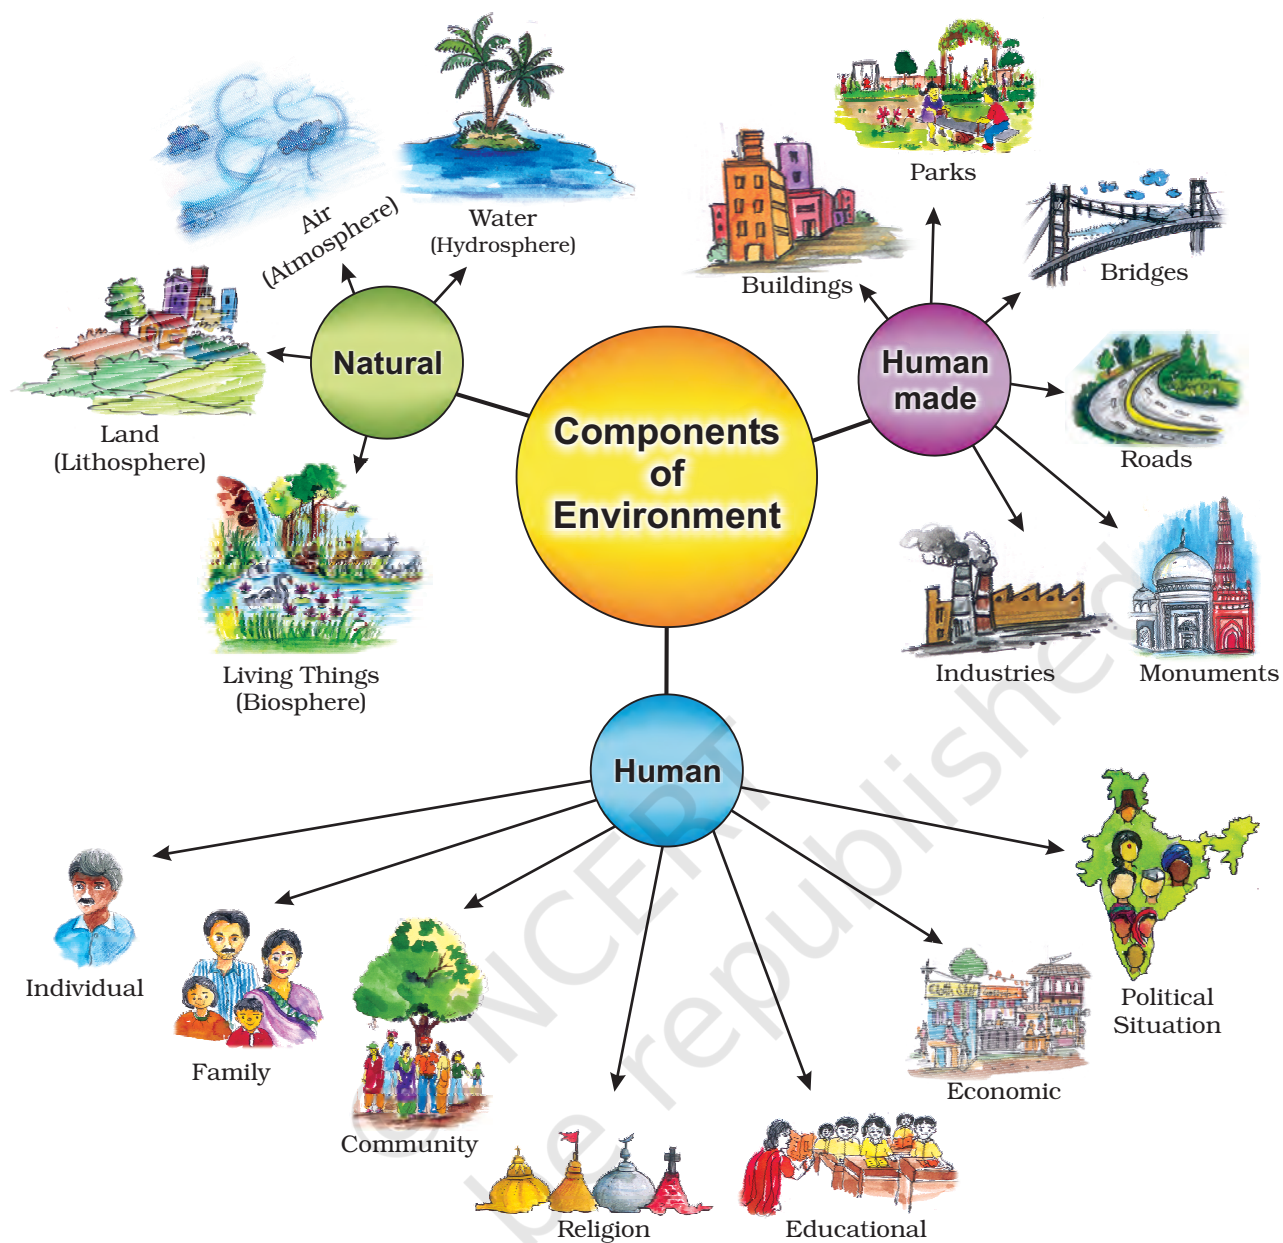 Components
of
Environment
Natural
Air
(Atmosphere)
Water
(Hydrosphere)
Land
(Lithosphere)
Living Things
(Biosphere)
Human
made
Buildings
Parks
Bridges
Roads
Monuments
Industries
Human
Individual
Family
Community
Religion
Educational
Economic
Political
Situation
© NCERT
be republished